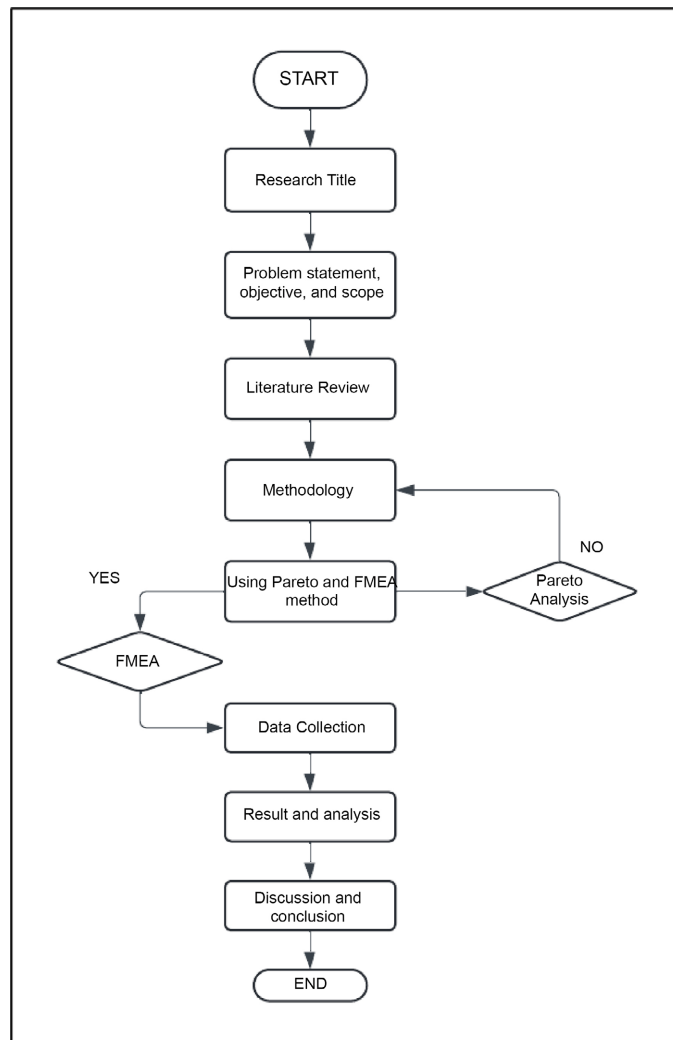 START
Research Title
Problem statement,
objective, and scope
Literature Review
Methodology
NO
YES
Using Pareto and FMEA
method
Pareto
Analysis
FMEA
Data Collection
Result and analysis
Discussion and
conclusion
END